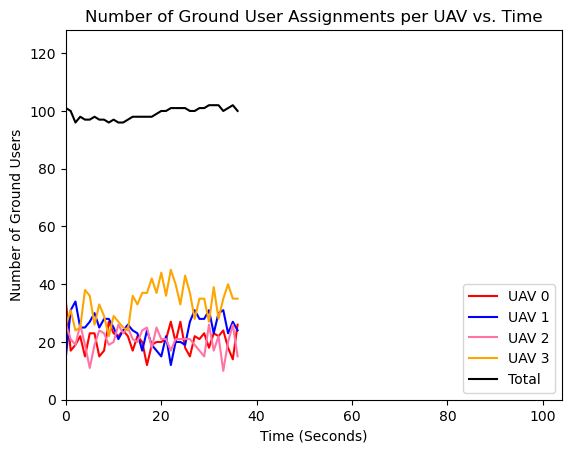 Number of Ground User Assignments per UAV vs. Time
Number of Ground Users
120
100
80
60
40
20
0
0 20 40 60 80 100
Time (Seconds)
UAV 0
UAV 1
UAV 2
UAV 3
Total